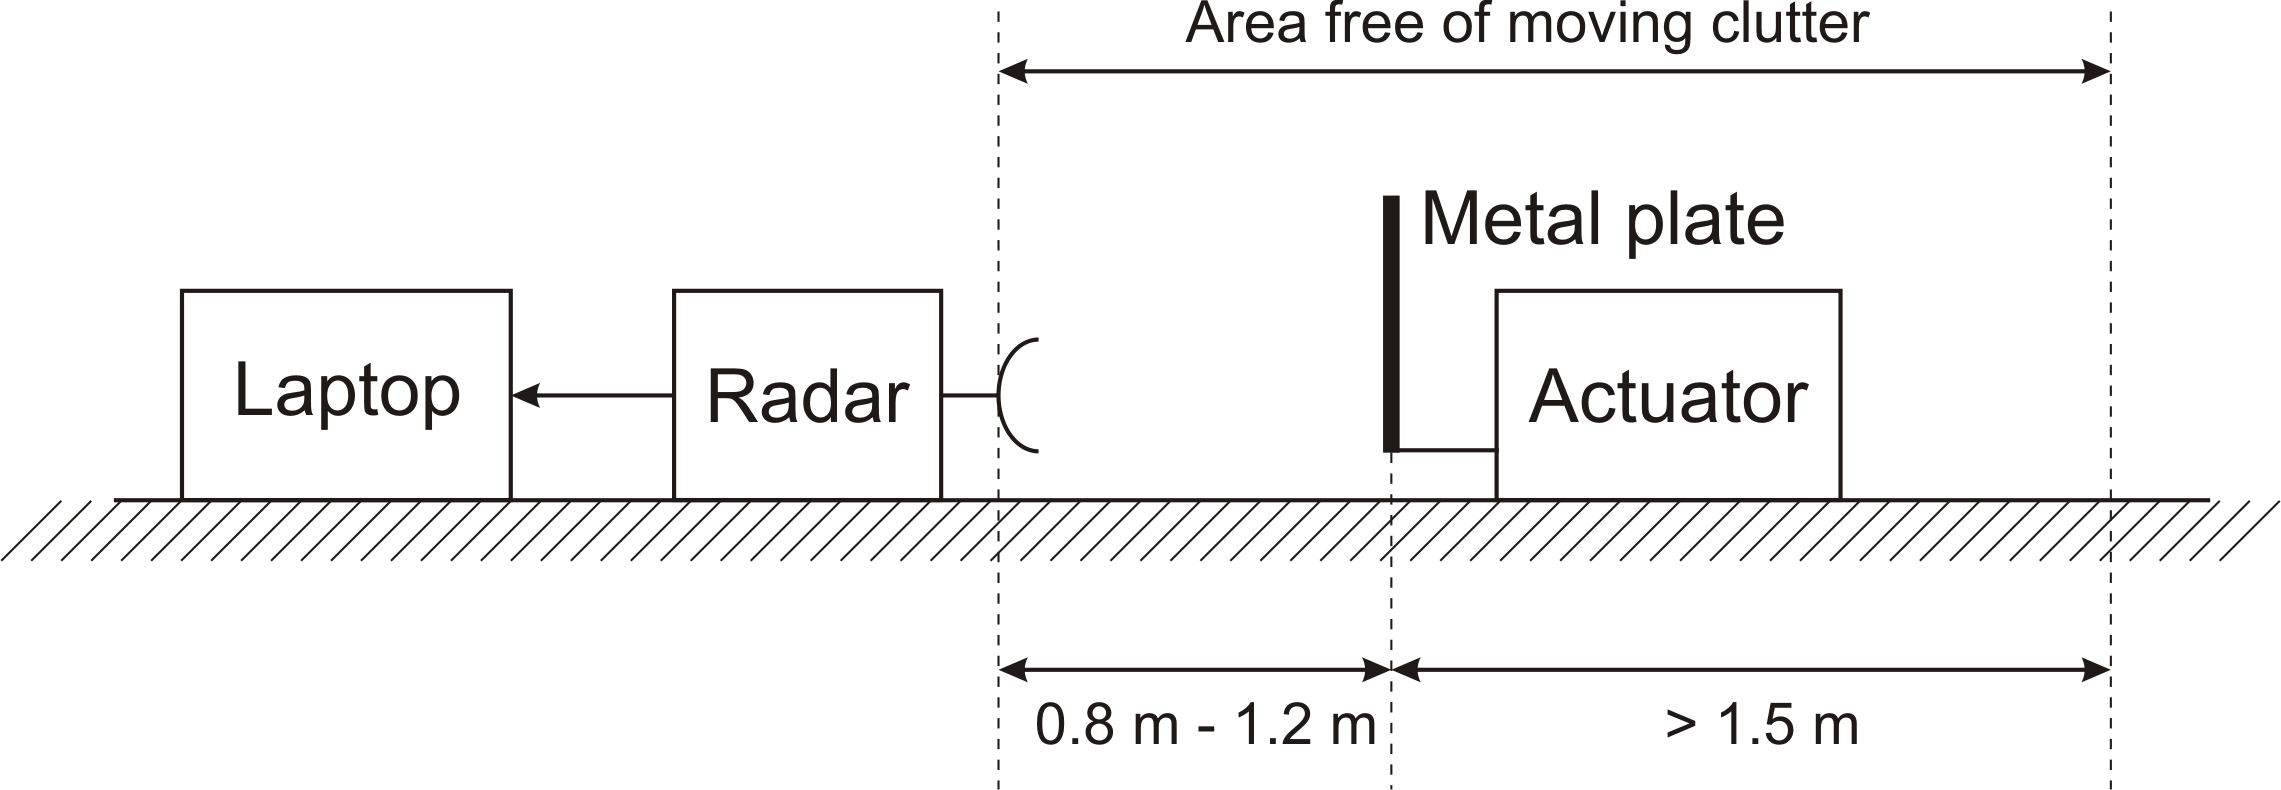 Area free of moving clutter
Metal plate
Laptop
Radar
Actuator
0.8 m - 1.2 m
> 1.5 m